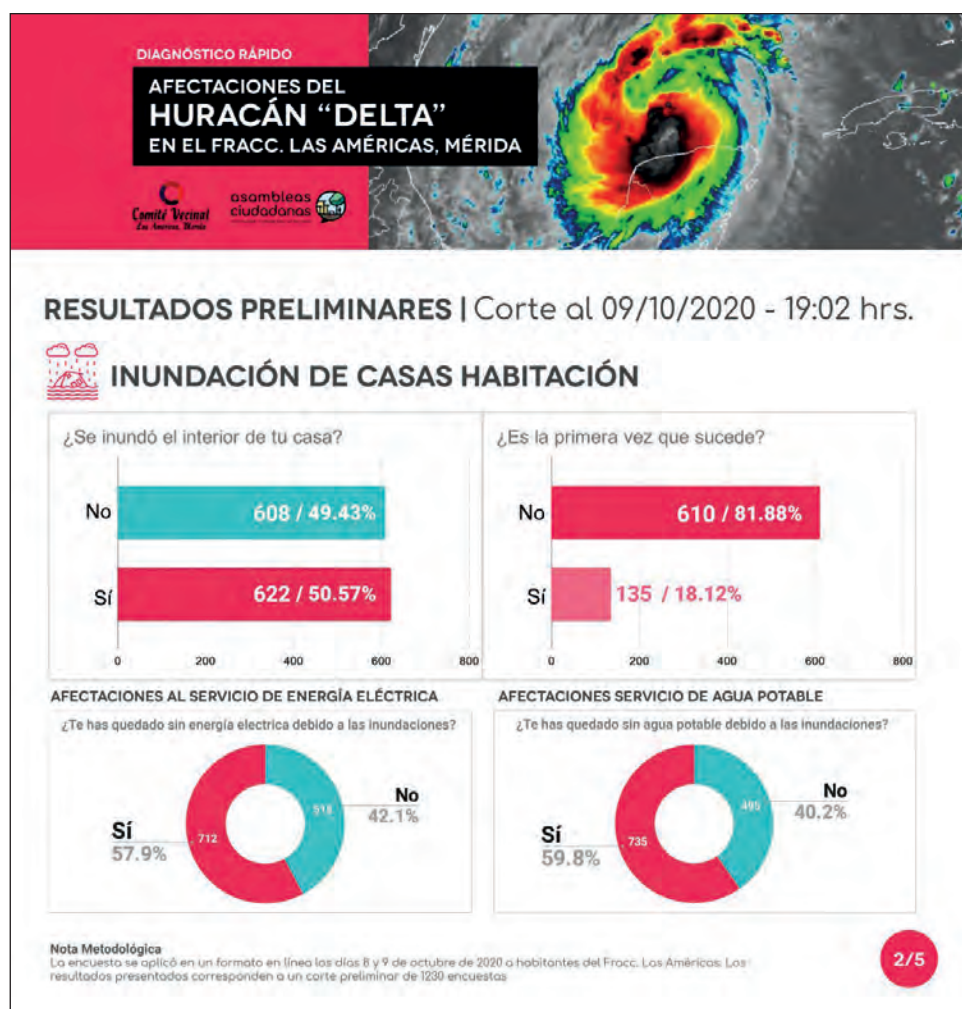 DIAGNÓSTICO RÁPIDO
AFECTACIONES DEL
HURACÁN “DELTA”
EN EL FRACC. LAS AMÉRICAS, MÉRIDA
Comité Vecinal
Las Américas, Mérida
asambleas
ciudadanas
RESULTADOS PRELIMINARES | Corte al 09/10/2020 - 19:02 hrs.
INUNDACIÓN DE CASAS HABITACIÓN
¿Se inundó el interior de tu casa?
No
608 / 49.43%
Sí
622 / 50.57%
0 200 400 600 800
¿Es la primera vez que sucede?
No
610 / 81.88%
Sí
135 / 18.12%
0 200 400 600 800
AFECTACIONES AL SERVICIO DE ENERGÍA ELÉCTRICA
¿Te has quedado sin energía electrica debido a las inundaciones?
No
42.1%
518
Sí
57.9%
712
AFECTACIONES SERVICIO DE AGUA POTABLE
¿Te has quedado sin agua potable debido a las inundaciones?
No
40.2%
495
Sí
59.8%
735
Nota Metodológica
La encuesta se aplicó en un formato en línea los días 8 y 9 de octubre de 2020 a habitantes del Fracc. Las Américas. Los
resultados presentados corresponden a un corte preliminar de 1230 encuestas
2/5